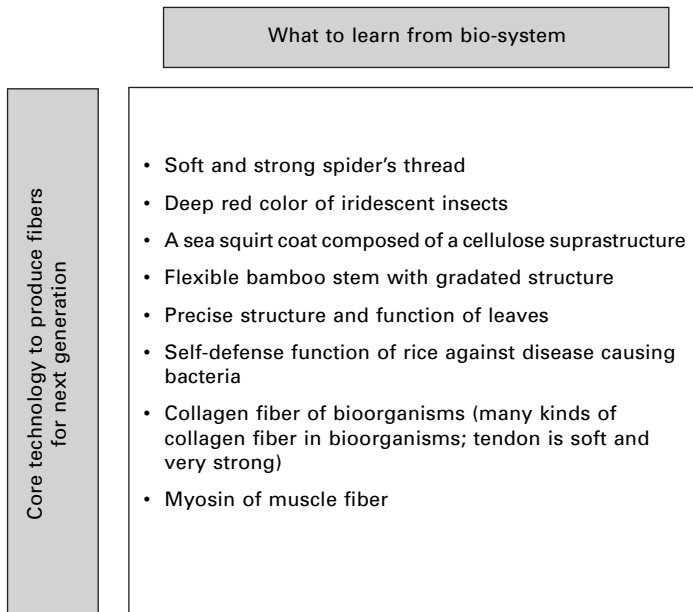 What to learn from bio-system
Core technology to produce fibers
for next generation
• Soft and strong spider's thread
• Deep red color of iridescent insects
• A sea squirt coat composed of a cellulose suprastructure
• Flexible bamboo stem with gradated structure
• Precise structure and function of leaves
• Self-defense function of rice against disease causing
bacteria
• Collagen fiber of bioorganisms (many kinds of
collagen fiber in bioorganisms; tendon is soft and
very strong)
• Myosin of muscle fiber